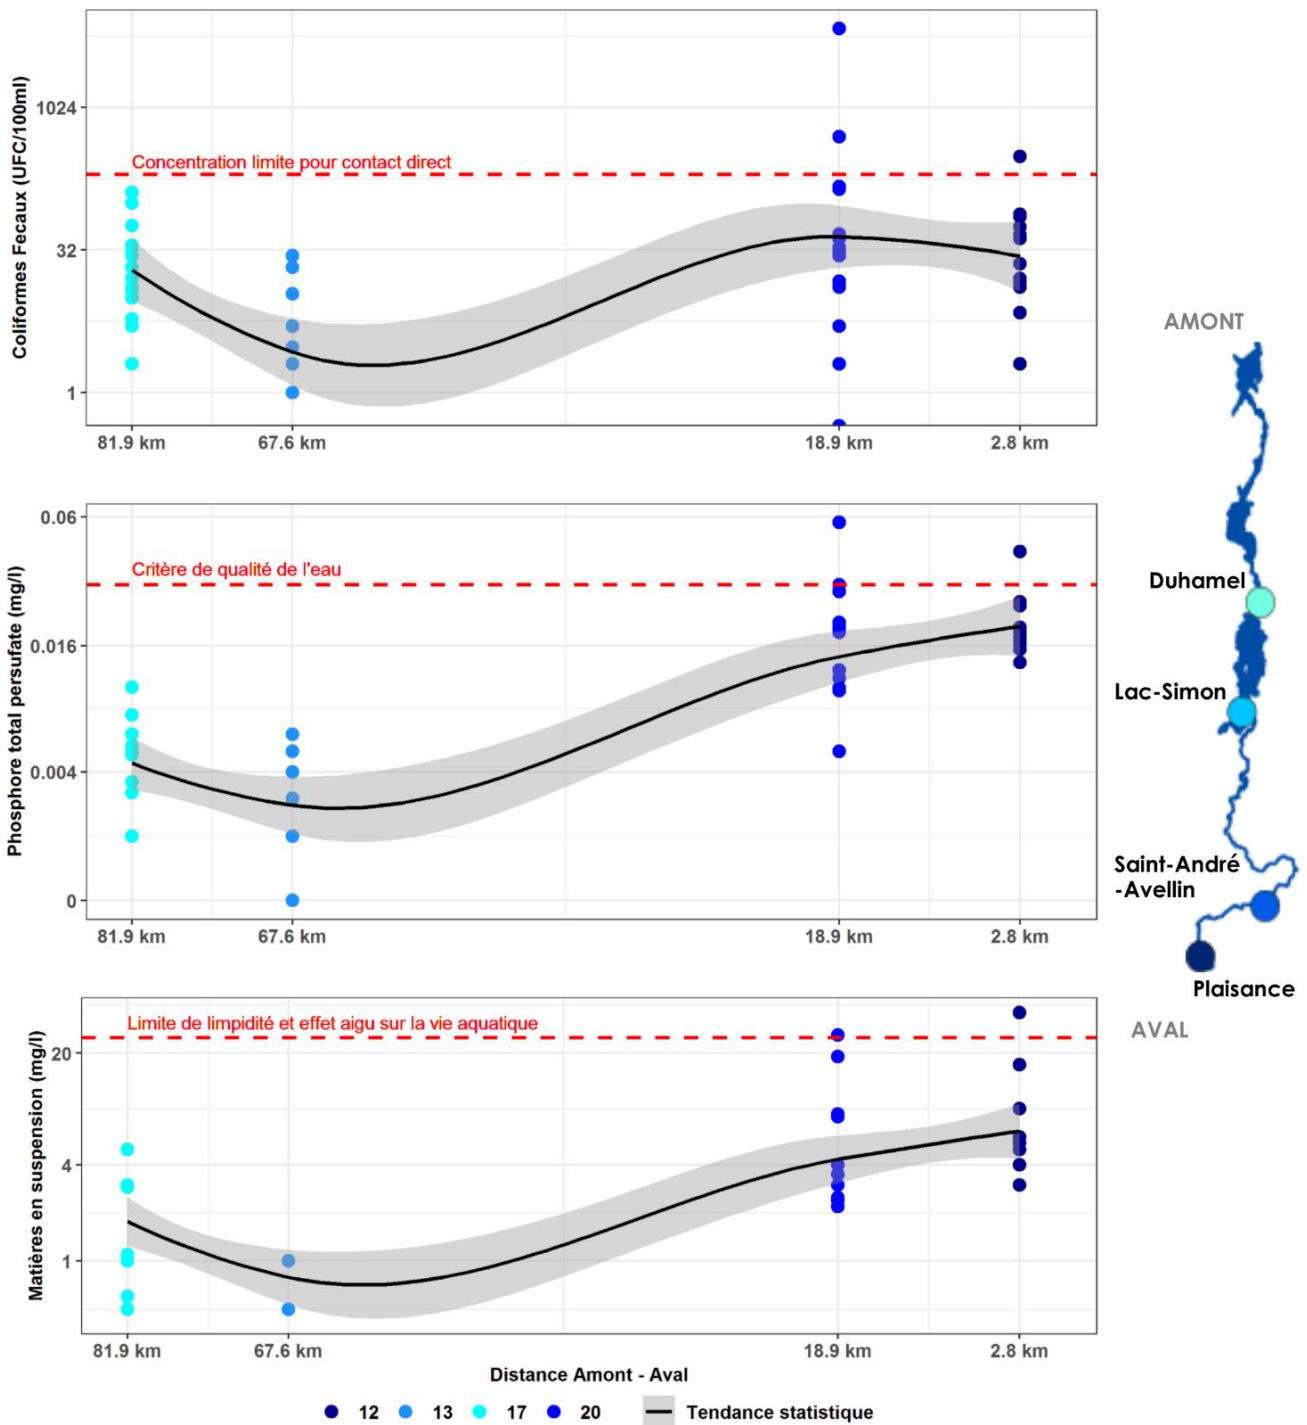 Coliformes Fecaux (UFC/100ml)
1024
32
1
Concentration limite pour contact direct
81.9 km
67.6 km
18.9 km
2.8 km
Phosphore total persufate (mg/l)
0.06
0.016
0.004
0
Critère de qualité de l'eau
81.9 km
67.6 km
18.9 km
2.8 km
Matières en suspension (mg/l)
20
4
1
Limite de limpidité et effet aigu sur la vie aquatique
81.9 km
67.6 km
18.9 km
2.8 km
Distance Amont - Aval
12
13
17
20
Tendance statistique
AMONT
Duhamel
Lac-Simon
Saint-André
-Avellin
Plaisance
AVAL